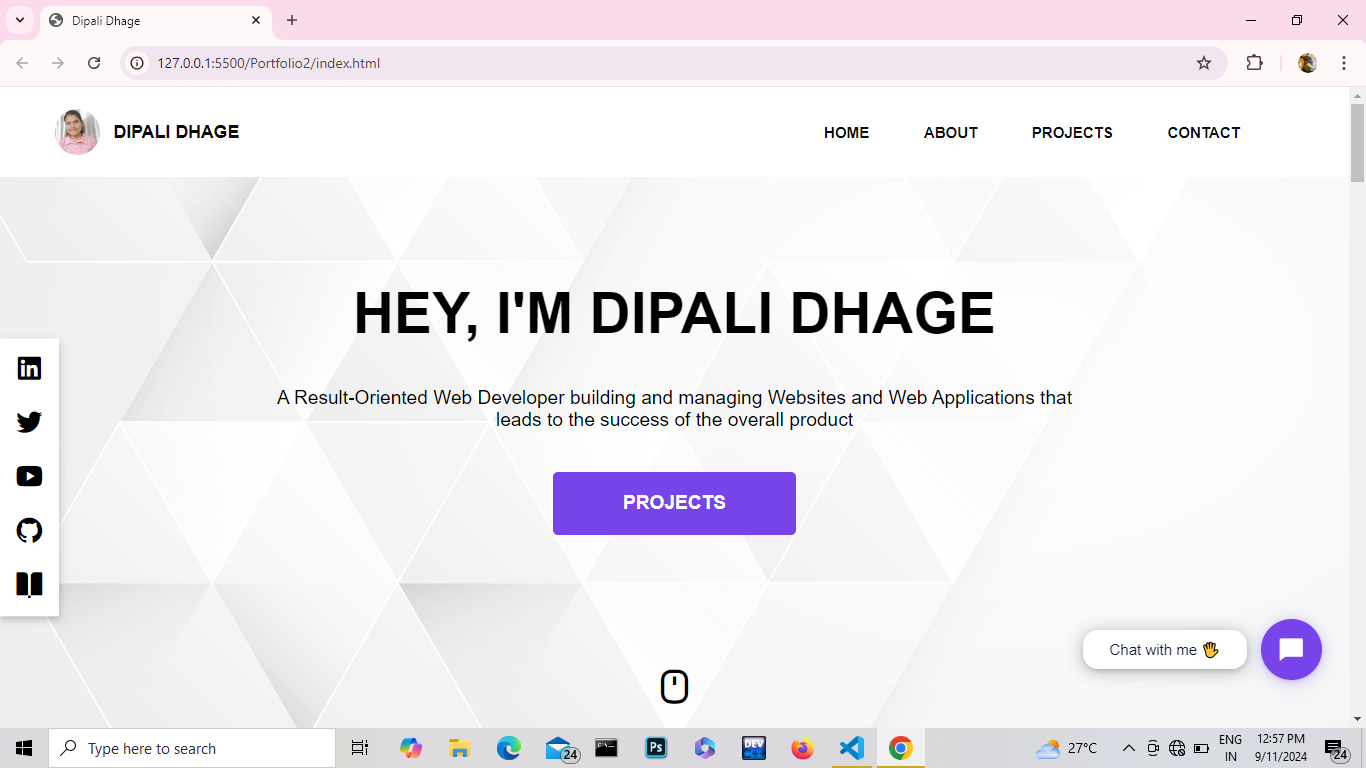 Dipali Dhage
127.0.0.1:5500/Portfolio2/index.html
DIPALI DHAGE
HOME
ABOUT
PROJECTS
CONTACT
HEY, I'M DIPALI DHAGE
A Result-Oriented Web Developer building and managing Websites and Web Applications that
leads to the success of the overall product
PROJECTS
Chat with me 👋
Type here to search
24
Ps
DEV
27°C
ENG
IN
12:57 PM
9/11/2024
24